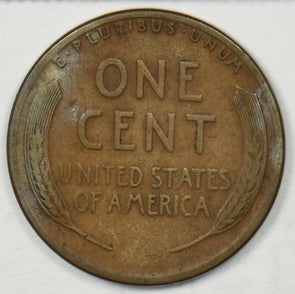 E·PLURIBUS·UNUM
ONE
CENT
UNITED STATES
OF AMERICA